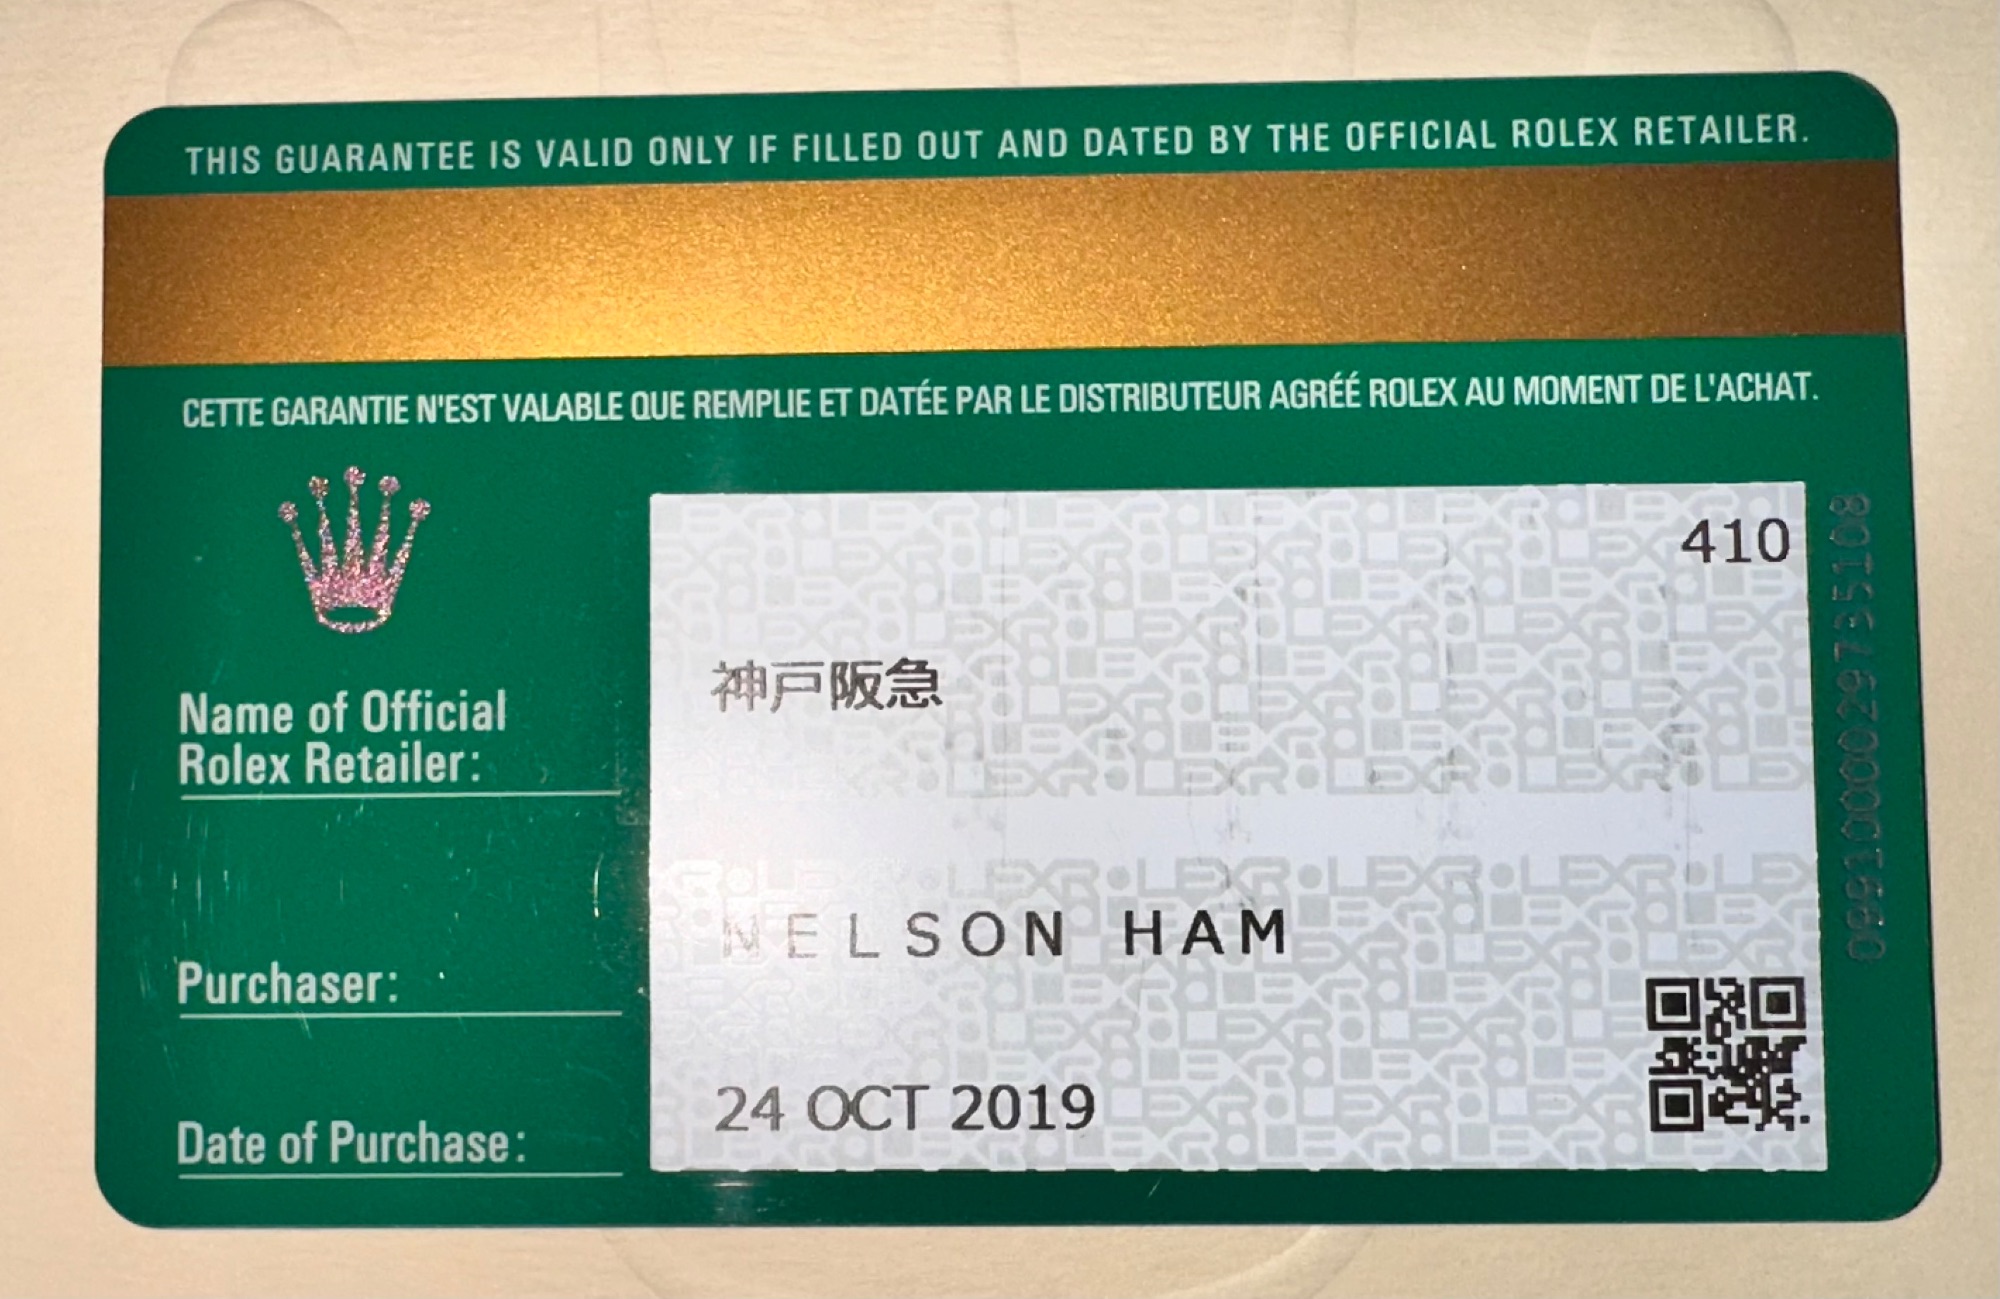 THIS GUARANTEE IS VALID ONLY IF FILLED OUT AND DATED BY THE OFFICIAL ROLEX RETAILER.
CETTE GARANTIE N'EST VALABLE QUE REMPLIE ET DATÉE PAR LE DISTRIBUTEUR AGRÉÉ ROLEX AU MOMENT DE L'ACHAT.
410
神戸阪急
Name of Official
Rolex Retailer:
Purchaser:
NELSON HAM
Date of Purchase:
24 OCT 2019